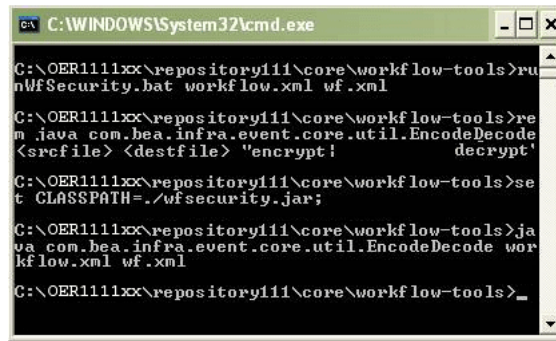 C:\WINDOWS\System32\cmd.exe
C:\OER1111xx\repository111\core\workflow-tools>ru
nWfSecurity.bat workflow.xml wf.xml
C:\OER1111xx\repository111\core\workflow-tools>re
m java com.bea.infra.event.core.util.EncodeDecode
<srcfile> <destfile> "encrypt¦ decrypt'
C:\OER1111xx\repository111\core\workflow-tools>se
t CLASSPATH=./wfsecurity.jar;
C:\OER1111xx\repository111\core\workflow-tools>ja
va com.bea.infra.event.core.util.EncodeDecode wor
kflow.xml wf.xml
C:\OER1111xx\repository111\core\workflow-tools>_